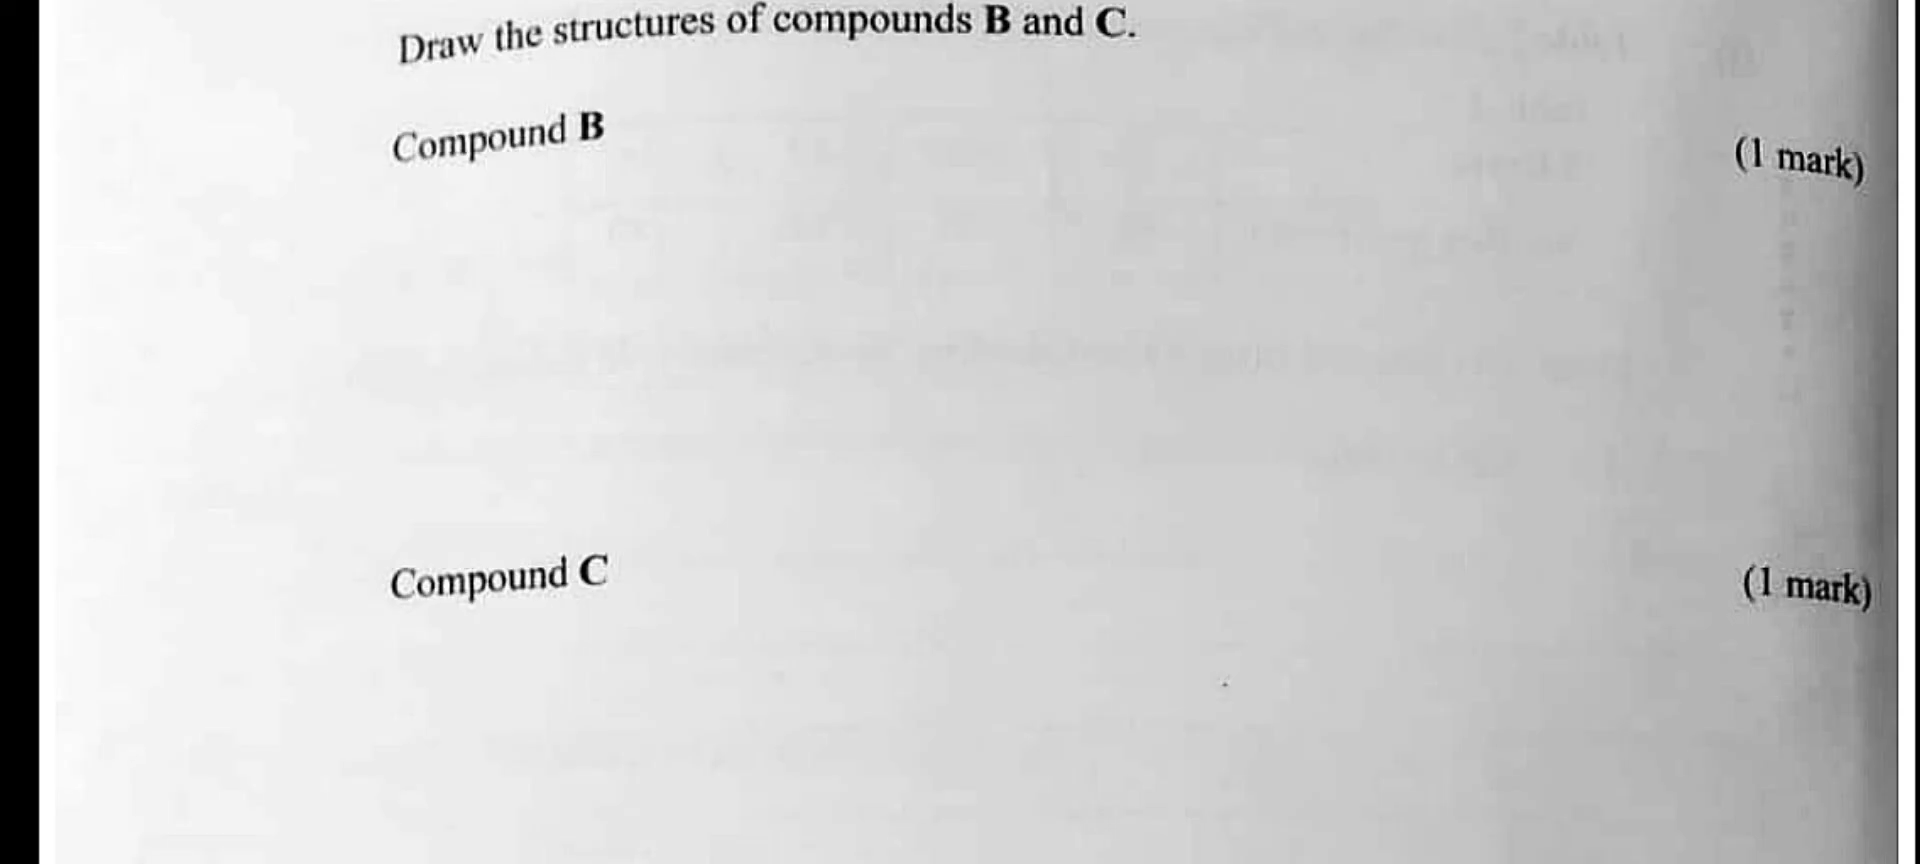 Draw the structures of compounds B and C.
Compound B
(1 mark)
Compound C
(1 mark)